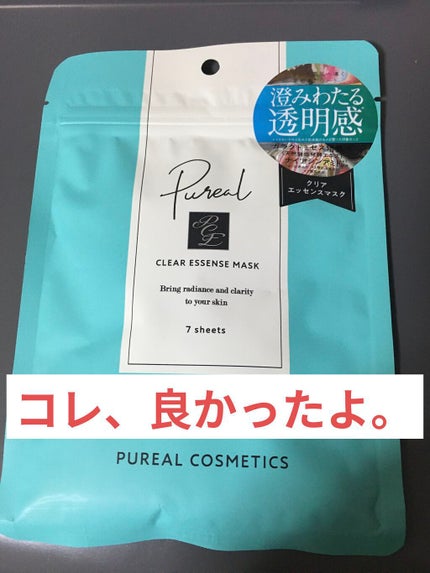 澄みわたる
透明感
クリア
エッセンスマスク
Pureal
PCE
CLEAR ESSENSE MASK
Bring radiance and clarity
to your skin
7 sheets
コレ、良かったよ。
PUREAL COSMETICS